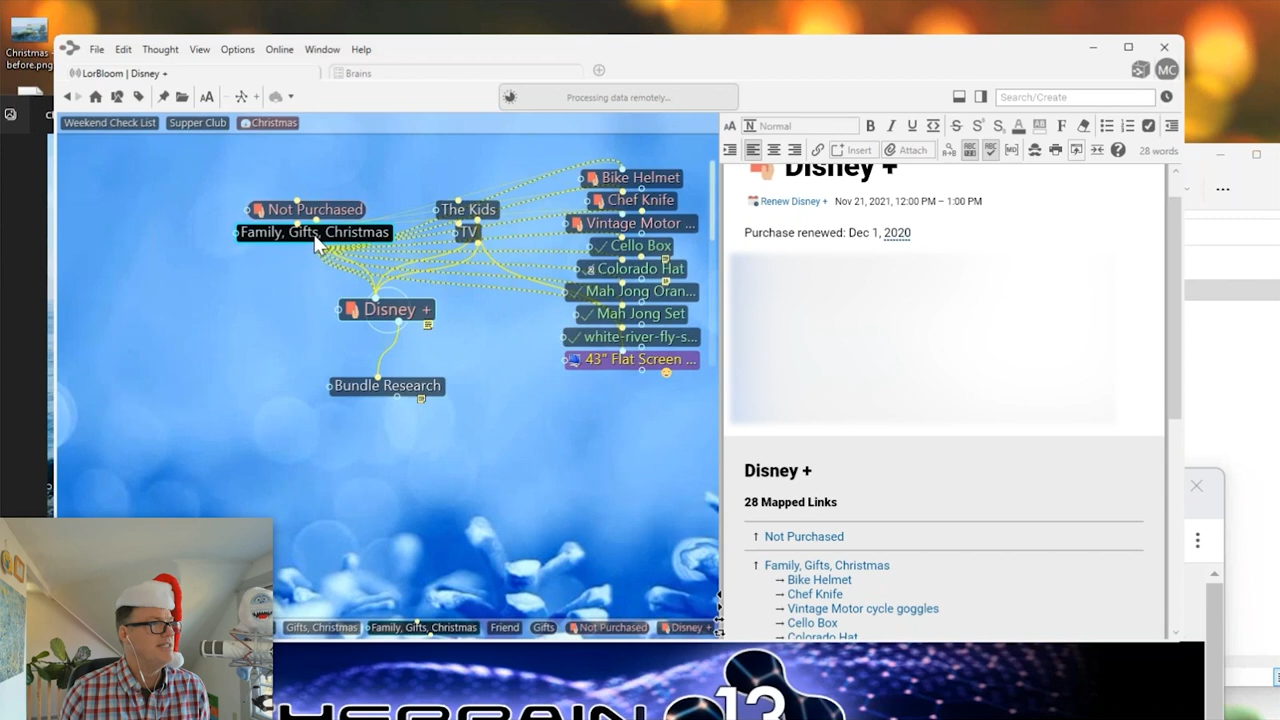 Christmas -
before.png
File Edit Thought View Options Online Window Help
LorBloom | Disney +
Brains
MC
Processing data remotely...
Search/Create
Weekend Check List Supper Club Christmas
Normal
Insert Attach
28 words
Not Purchased
Family, Gifts, Christmas
The Kids
TV
Bike Helmet
Chef Knife
Vintage Motor ...
Cello Box
Colorado Hat
Mah Jong Oran...
Mah Jong Set
white-river-fly-s...
43" Flat Screen ...
Disney +
Bundle Research
Disney +
Renew Disney + Nov 21, 2021, 12:00 PM – 1:00 PM
Purchase renewed: Dec 1, 2020
Disney +
28 Mapped Links
↑ Not Purchased
↑ Family, Gifts, Christmas
→ Bike Helmet
→ Chef Knife
→ Vintage Motor cycle goggles
→ Cello Box
→ Colorado Hat
Gifts, Christmas Family, Gifts, Christmas Friend Gifts Not Purchased Disney +
13